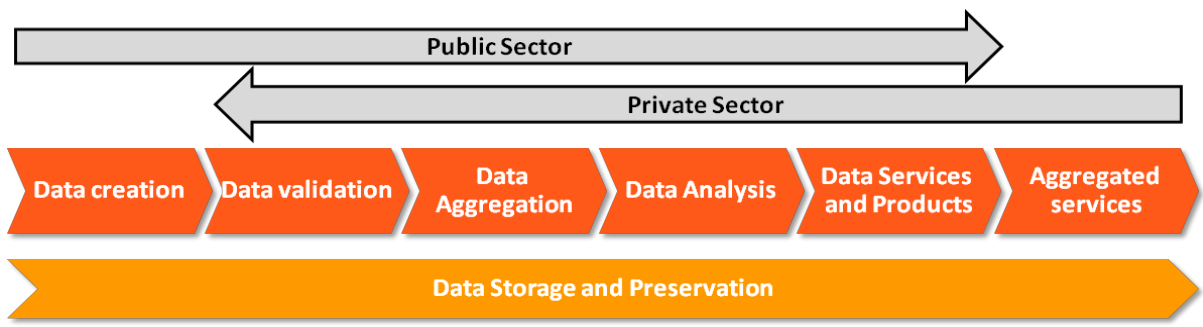 Public Sector
Private Sector
Data creation
Data validation
Data
Aggregation
Data Analysis
Data Services
and Products
Aggregated
services
Data Storage and Preservation